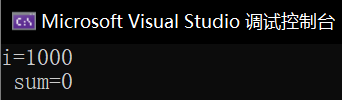 Microsoft Visual Studio 调试控制台
i=1000
sum=0